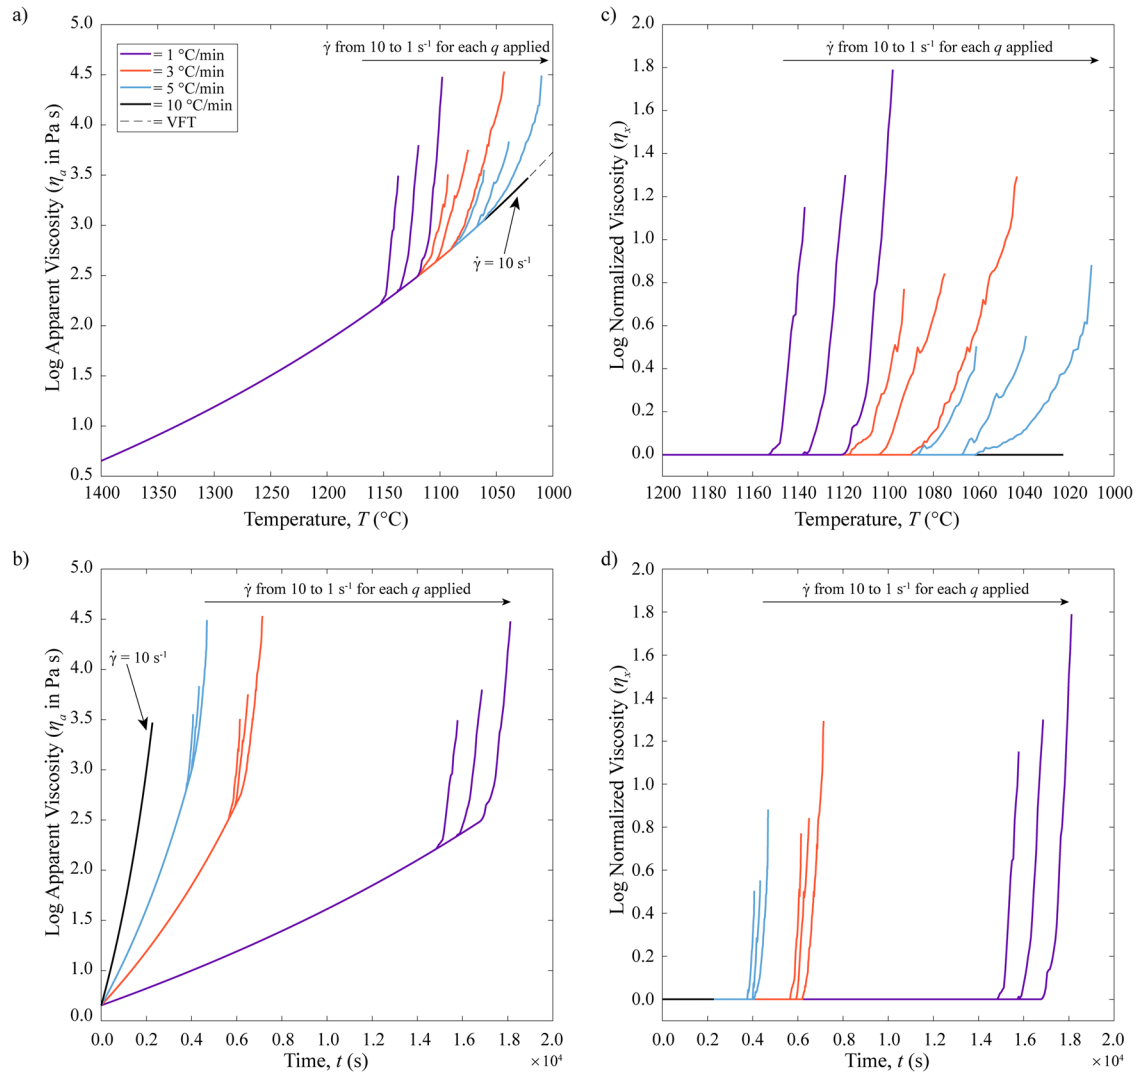 a)
5.0
4.5
4.0
3.5
3.0
2.5
2.0
1.5
1.0
0.5
Log Apparent Viscosity (ηa in Pa s)
γ̇ from 10 to 1 s-1 for each q applied
= 1 °C/min
= 3 °C/min
= 5 °C/min
= 10 °C/min
= VFT
γ̇ = 10 s-1
1400 1350 1300 1250 1200 1150 1100 1050 1000
Temperature, T (°C)
c)
2.0
1.8
1.6
1.4
1.2
1.0
0.8
0.6
0.4
0.2
0.0
Log Normalized Viscosity (ηx)
γ̇ from 10 to 1 s-1 for each q applied
1200 1180 1160 1140 1120 1100 1080 1060 1040 1020 1000
Temperature, T (°C)
b)
5.0
4.5
4.0
3.5
3.0
2.5
2.0
1.5
1.0
0.0
Log Apparent Viscosity (ηa in Pa s)
γ̇ from 10 to 1 s-1 for each q applied
γ̇ = 10 s-1
0.0 0.2 0.4 0.6 0.8 1.0 1.2 1.4 1.6 1.8 2.0
Time, t (s)
×10⁴
d)
2.0
1.8
1.6
1.4
1.2
1.0
0.8
0.6
0.4
0.2
0.0
Log Normalized Viscosity (ηx)
γ̇ from 10 to 1 s-1 for each q applied
0.0 0.2 0.4 0.6 0.8 1.0 1.2 1.4 1.6 1.8 2.0
Time, t (s)
×10⁴